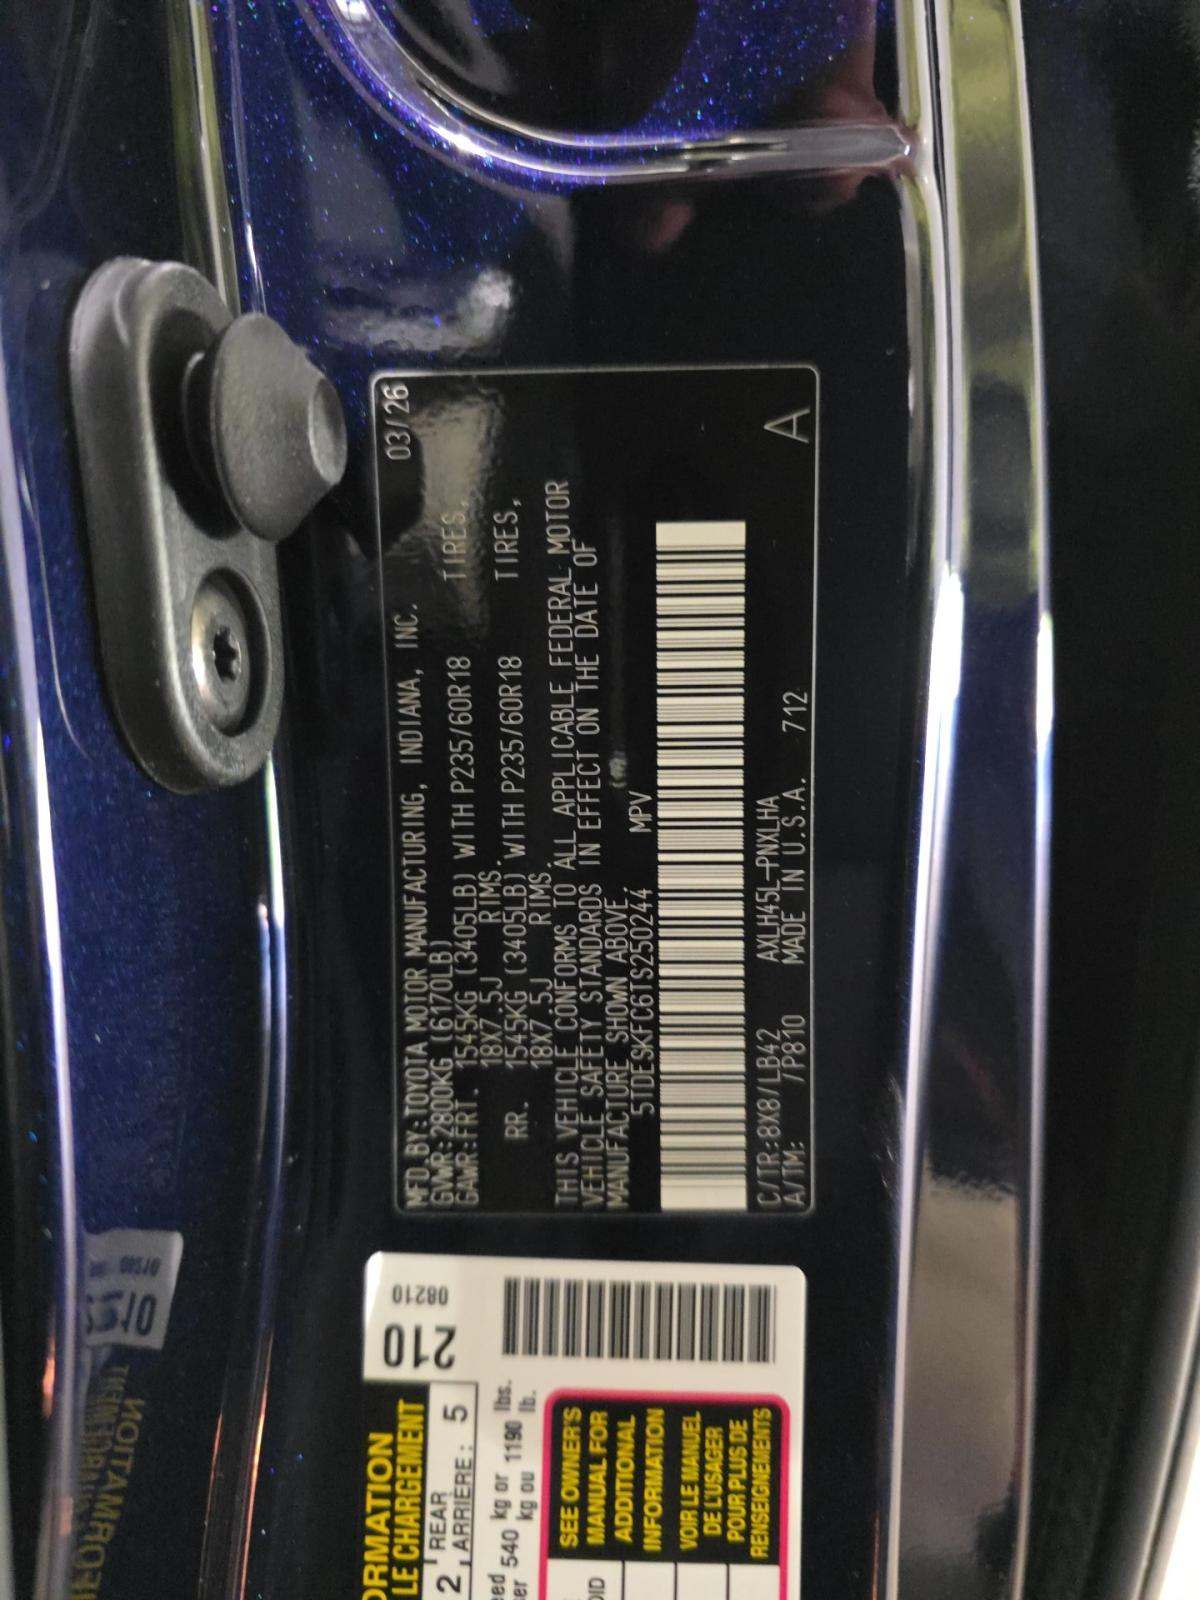 03/26
MFD.BY:TOYOTA MOTOR MANUFACTURING, INDIANA, INC.
GVWR:2800KG (6170LB)
GAWR:FRT. 1545KG (3405LB) WITH P235/60R18 TIRES,
18X7.5J RIMS.
RR. 1545KG (3405LB) WITH P235/60R18 TIRES,
18X7.5J RIMS.
THIS VEHICLE CONFORMS TO ALL APPLICABLE FEDERAL MOTOR
VEHICLE SAFETY STANDARDS IN EFFECT ON THE DATE OF
MANUFACTURE SHOWN ABOVE.
5TDESKFC6TS250244 MPV
C/TR:8X8/LB42 AXLH45L-PNXLHA
A/TM: /P810 MADE IN U.S.A. 712
A
LE CHARGEMENT
2 REAR
ARRIÈRE : 5
540 kg or 1190 lbs.
kg ou lb.
SEE OWNER'S
MANUAL FOR
ADDITIONAL
INFORMATION
VOIR LE MANUEL
DE L'USAGER
POUR PLUS DE
RENSEIGNEMENTS
210
08210